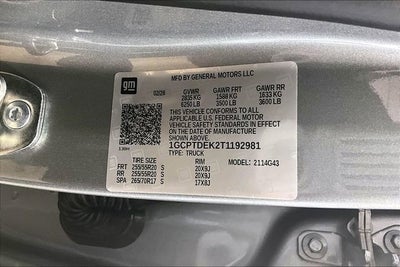 gm
MFD BY GENERAL MOTORS LLC
02/26 GVWR GAWR FRT GAWR RR
2835 KG 1588 KG 1633 KG
6250 LB 3500 LB 3600 LB
THIS VEHICLE CONFORMS TO ALL
APPLICABLE U.S. FEDERAL MOTOR
VEHICLE SAFETY STANDARDS IN EFFECT
ON THE DATE OF MANUFACTURE
SHOWN ABOVE.
1GCPTDEK2T1192981
TYPE: TRUCK
TIRE SIZE RIM MODEL: 2114G43
FRT 255/55R20 S 20X9J
RR 255/55R20 S 20X9J
SPA 265/70R17 S 17X8J